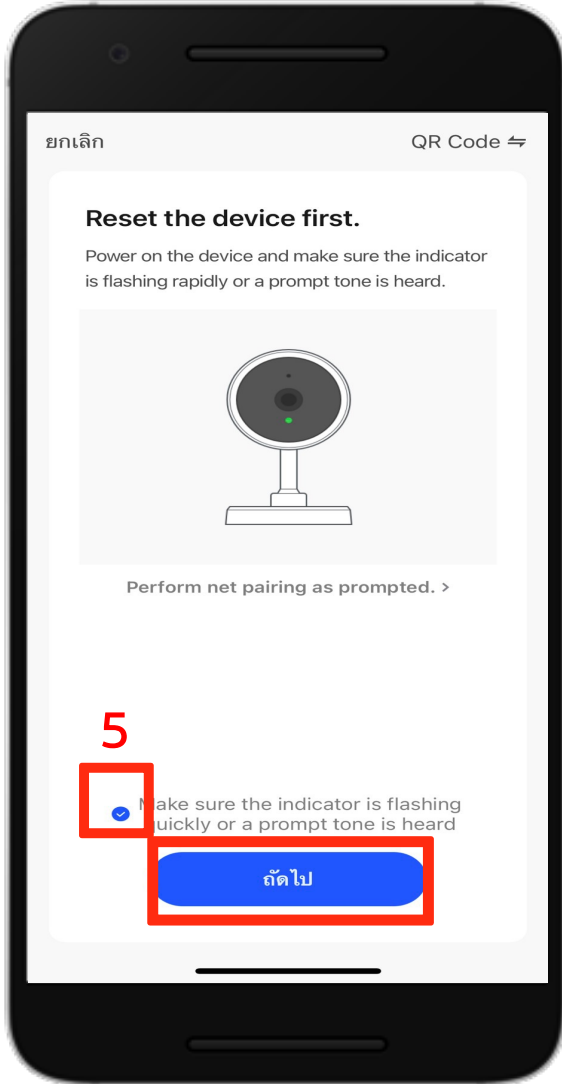 ยกเลิก
QR Code ⇋
Reset the device first.
Power on the device and make sure the indicator
is flashing rapidly or a prompt tone is heard.
Perform net pairing as prompted. >
5
Make sure the indicator is flashing
quickly or a prompt tone is heard
ถัดไป